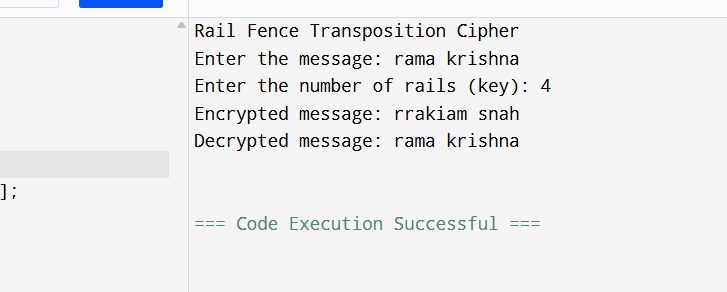 Rail Fence Transposition Cipher
Enter the message: rama krishna
Enter the number of rails (key): 4
Encrypted message: rrakiam snah
Decrypted message: rama krishna
];
=== Code Execution Successful ===